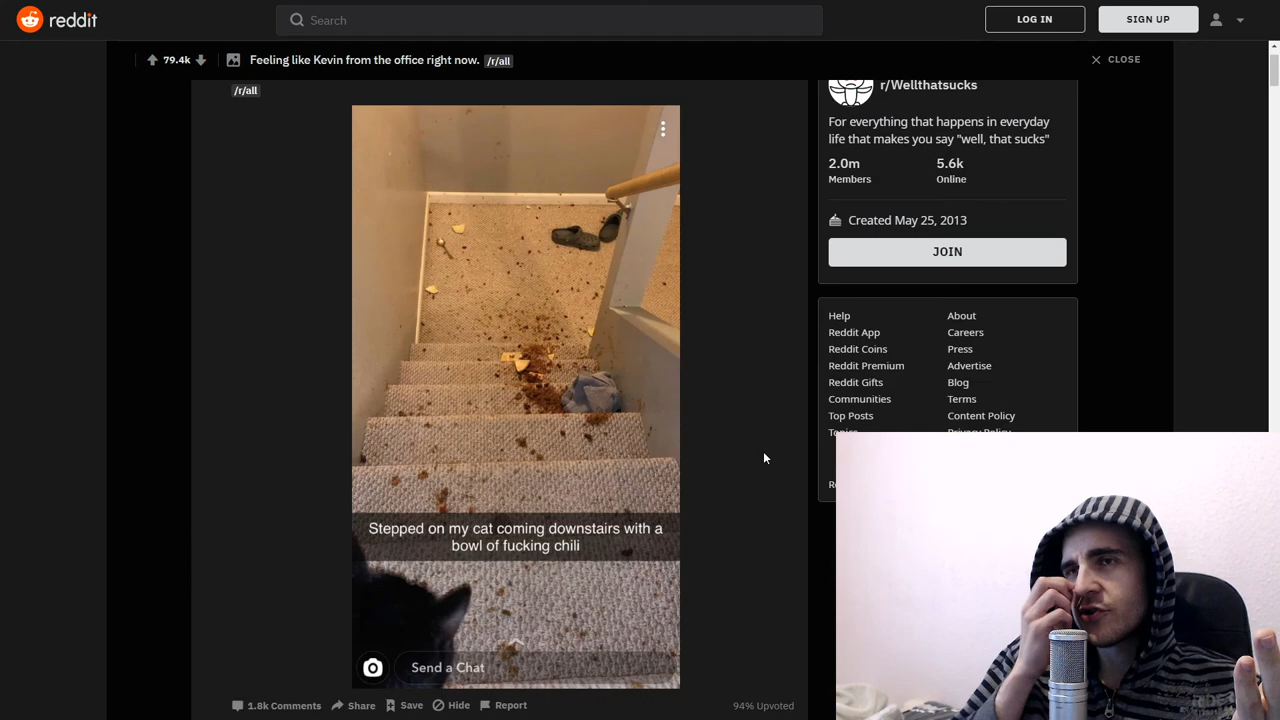 reddit
Search
LOG IN
SIGN UP
79.4k
Feeling like Kevin from the office right now.
/r/all
CLOSE
/r/all
r/Wellthatsucks
For everything that happens in everyday
life that makes you say "well, that sucks"
2.0m
5.6k
Members
Online
Created May 25, 2013
JOIN
Help
About
Reddit App
Careers
Reddit Coins
Press
Reddit Premium
Advertise
Reddit Gifts
Blog
Communities
Terms
Top Posts
Content Policy
Stepped on my cat coming downstairs with a
bowl of fucking chili
Send a Chat
1.8k Comments
Share
Save
Hide
Report
94% Upvoted